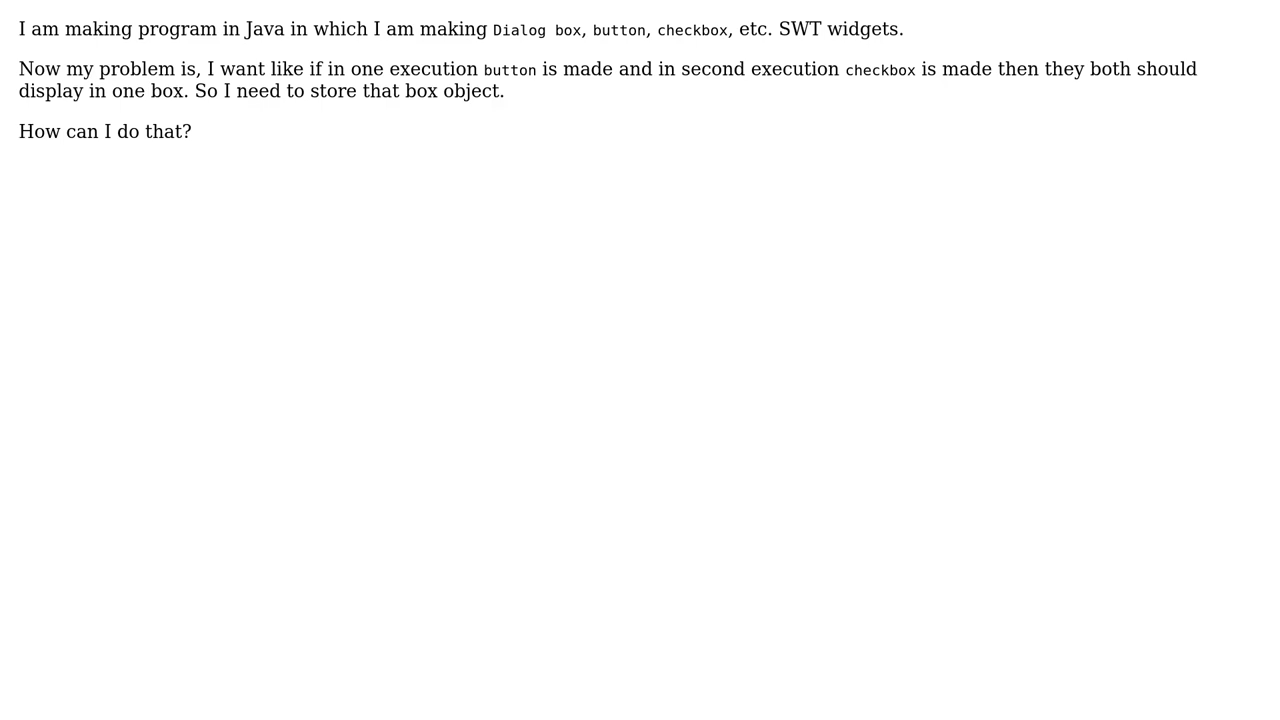 I am making program in Java in which I am making Dialog box, button, checkbox, etc. SWT widgets.
Now my problem is, I want like if in one execution button is made and in second execution checkbox is made then they both should
display in one box. So I need to store that box object.
How can I do that?